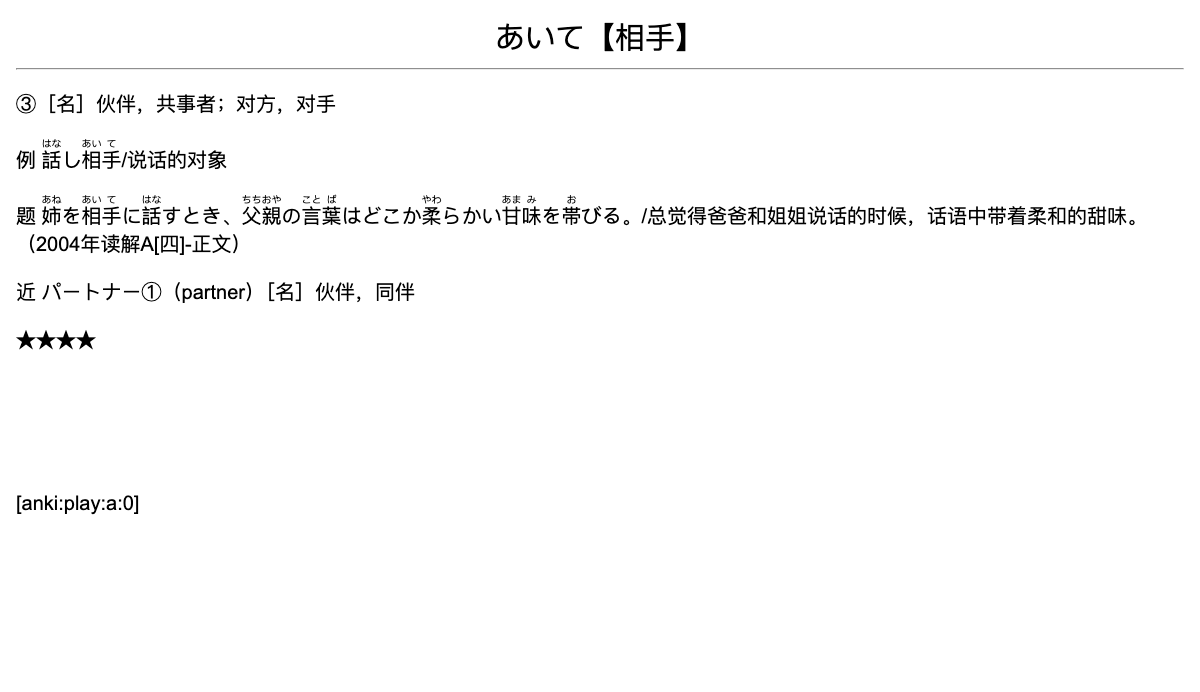 あいて【相手】
③［名］伙伴，共事者；对方，对手
例 話し相手/说话的对象
题 姉を相手に話すとき、父親の言葉はどこか柔らかい甘味を帯びる。/总觉得爸爸和姐姐说话的时候，话语中带着柔和的甜味。
（2004年读解A[四]-正文）
近 パートナー①（partner）［名］伙伴，同伴
★★★★
[anki:play:a:0]